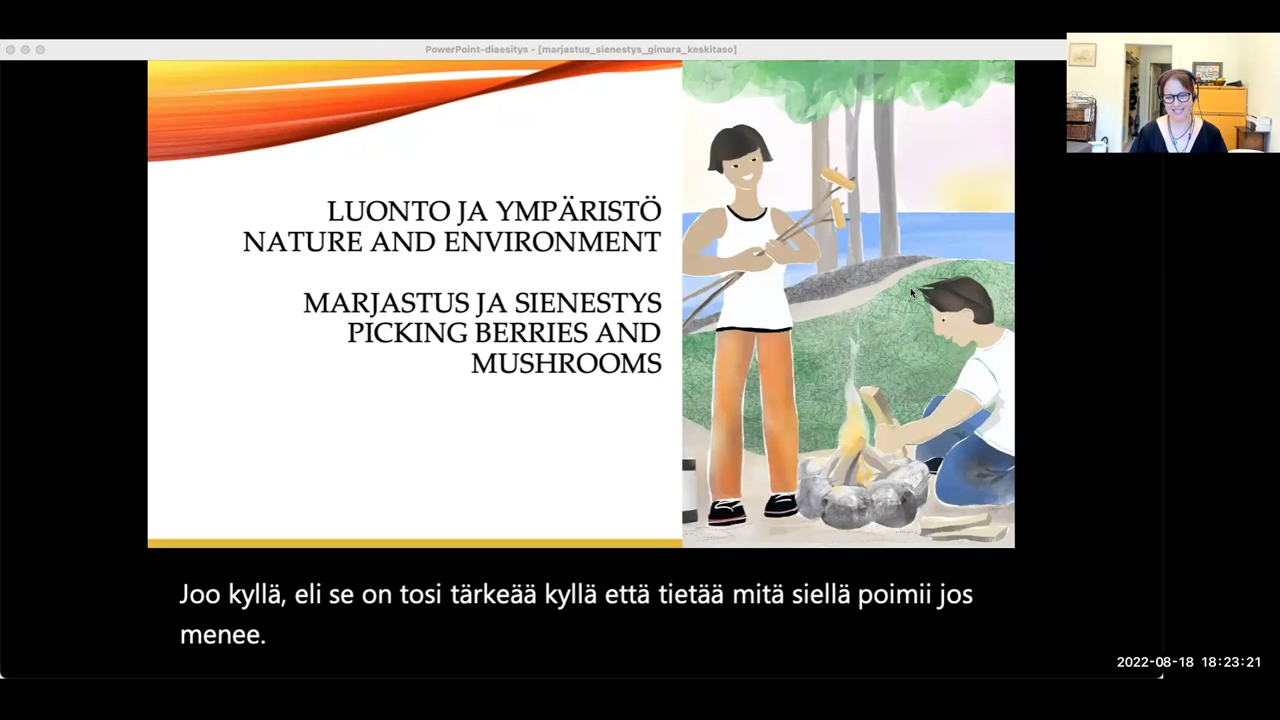 PowerPoint-diaesitys - [marjastus_sienestys_gimara_keskitaso]
LUONTO JA YMPÄRISTÖ
NATURE AND ENVIRONMENT
MARJASTUS JA SIENESTYS
PICKING BERRIES AND
MUSHROOMS
Joo kyllä, eli se on tosi tärkeää kyllä että tietää mitä siellä poimii jos
menee.
2022-08-18 18:23:21